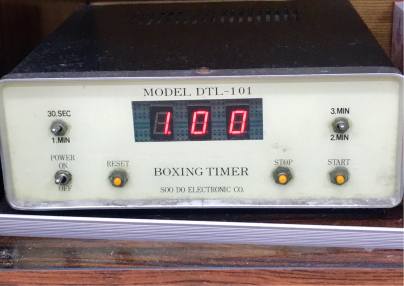 MODEL DTL-101
30.SEC
1.MIN
1.00
3.MIN
2.MIN
POWER
ON
OFF
RESET
BOXING TIMER
SOO DO ELECTRONIC CO.
STOP
START